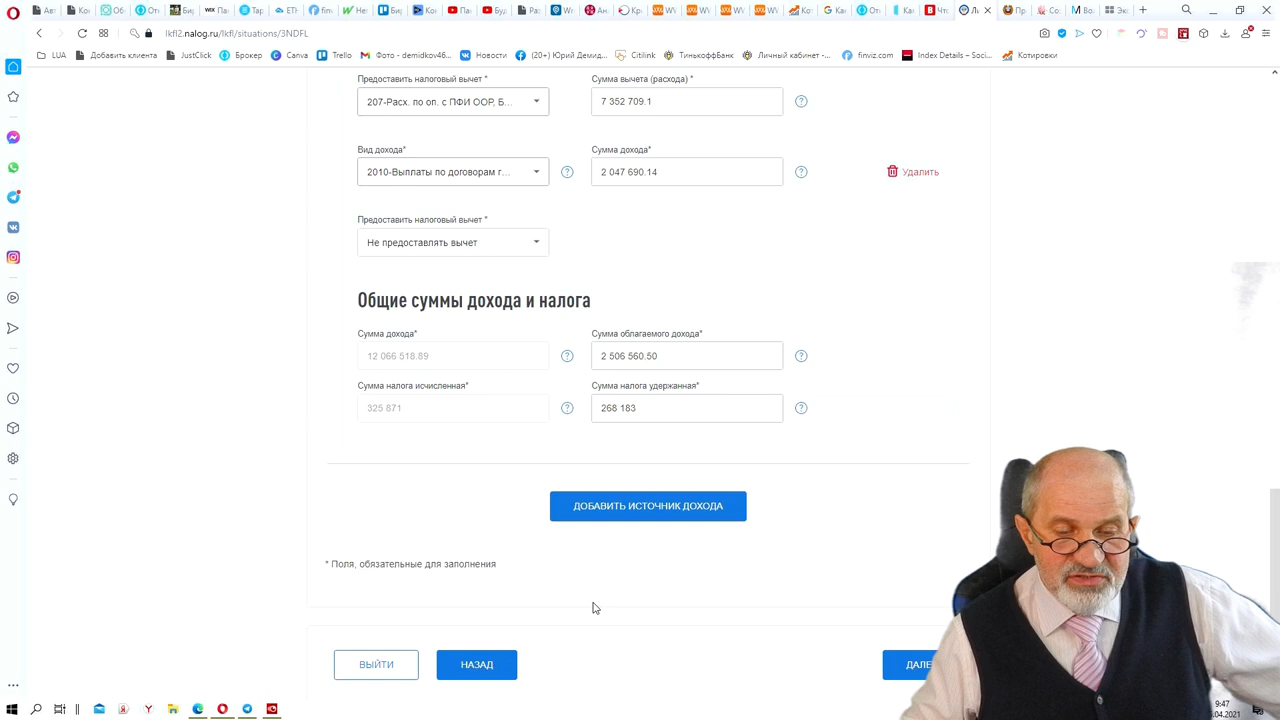 lkfl2.nalog.ru/lkfl/situations/3NDFL
LUA
Добавить клиента
JustClick
Брокер
Canva
Trello
Фото - demidkov46...
Новости
(20+) Юрий Демид...
Citilink
ТинькоффБанк
Личный кабинет -...
finviz.com
Index Details – Soci...
Котировки
Предоставить налоговый вычет *
Сумма вычета (расхода) *
207-Расх. по оп. с ПФИ ООР, Б...
7 352 709.1
Вид дохода*
Сумма дохода*
2010-Выплаты по договорам г...
2 047 690.14
Удалить
Предоставить налоговый вычет *
Не предоставлять вычет
Общие суммы дохода и налога
Сумма дохода*
Сумма облагаемого дохода*
12 066 518.89
2 506 560.50
Сумма налога исчисленная*
Сумма налога удержанная*
325 871
268 183
ДОБАВИТЬ ИСТОЧНИК ДОХОДА
* Поля, обязательные для заполнения
ВЫЙТИ
НАЗАД
ДАЛЕ
9:47
.04.2021